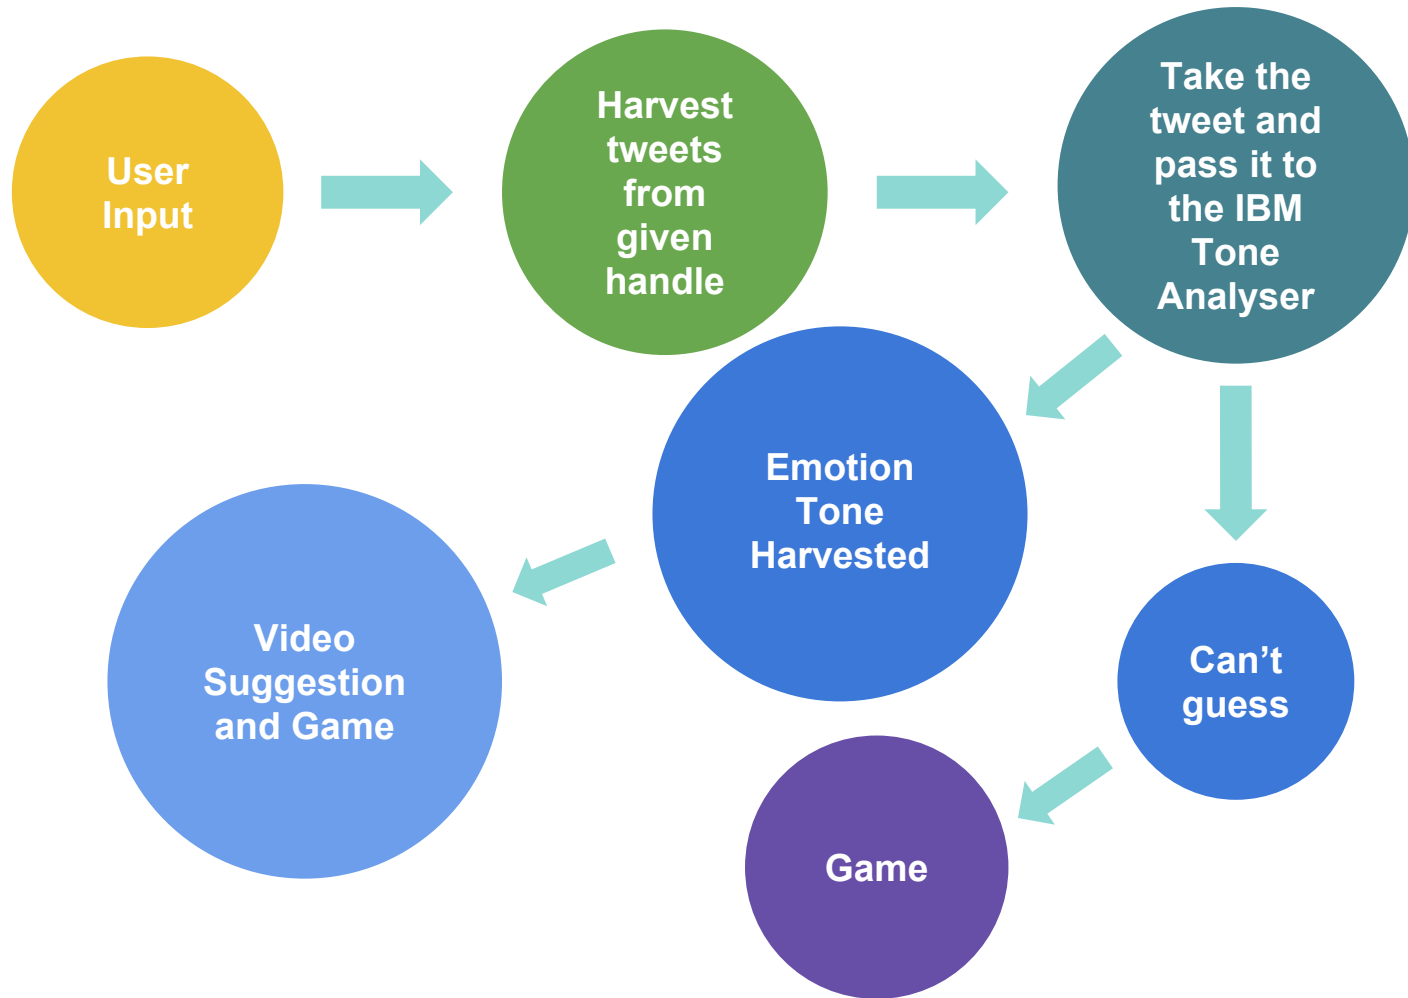 User
Input
Harvest
tweets
from
given
handle
Take the
tweet and
pass it to
the IBM
Tone
Analyser
Emotion
Tone
Harvested
Video
Suggestion
and Game
Can’t
guess
Game